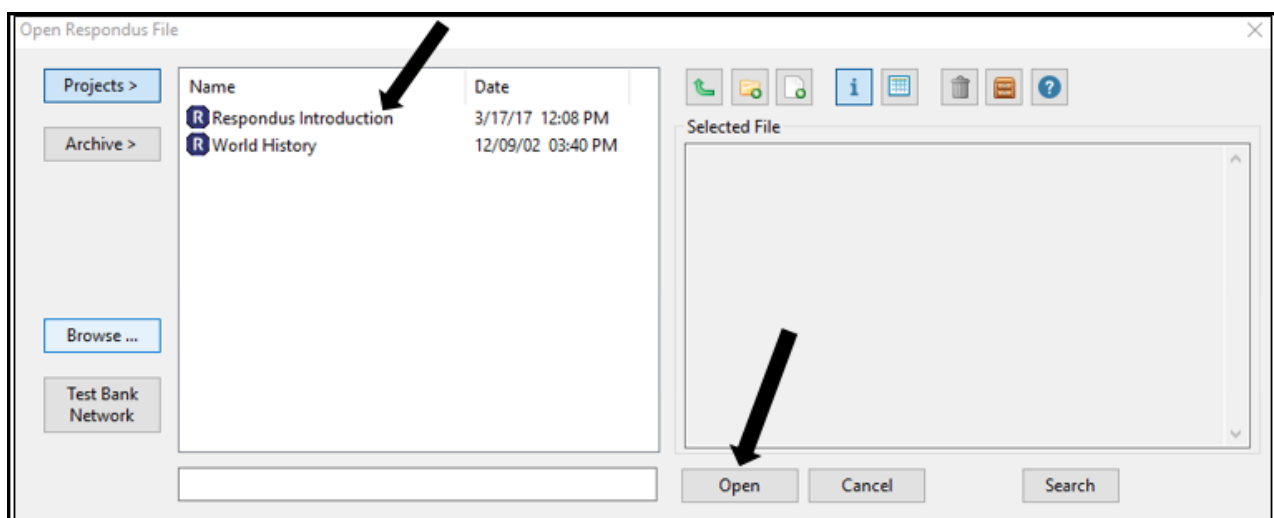 Open Respondus File
Projects >
Archive >
Browse ...
Test Bank
Network
Name Date
R Respondus Introduction 3/17/17 12:08 PM
R World History 12/09/02 03:40 PM
i ?
Selected File
Open Cancel Search